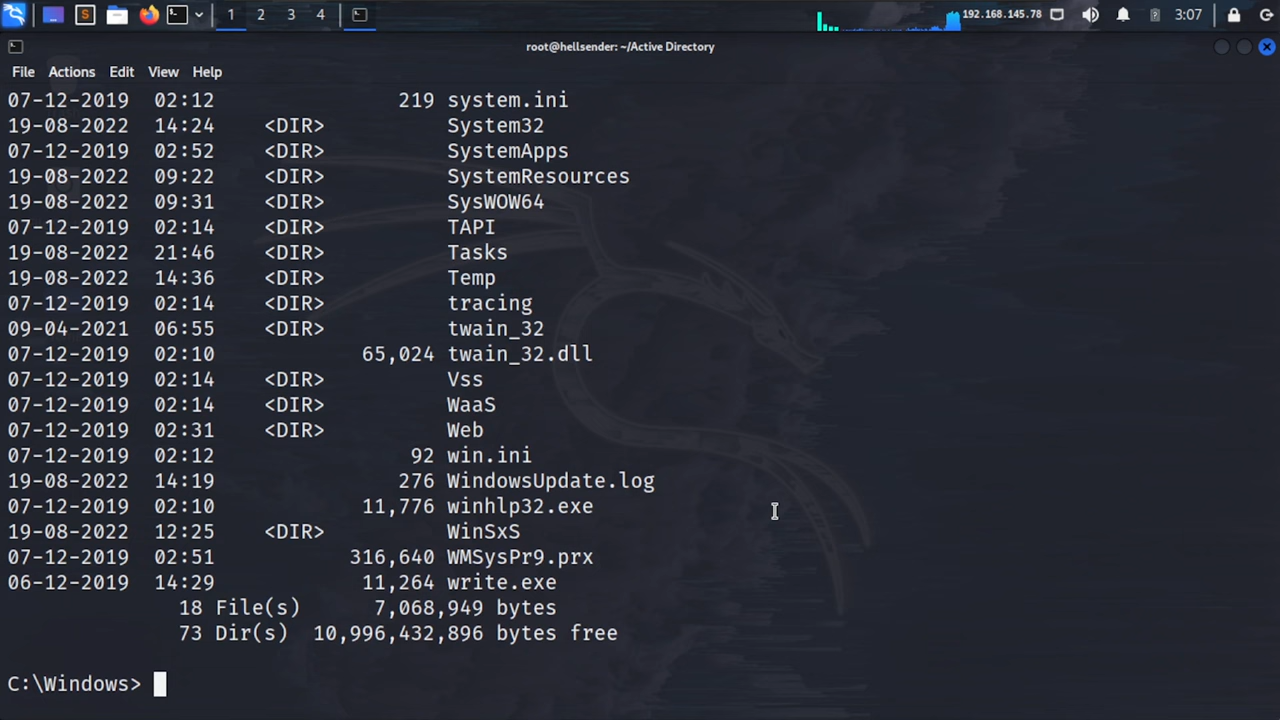 1 2 3 4 192.168.145.78 3:07
root@hellsender: ~/Active Directory
File Actions Edit View Help
07-12-2019 02:12 219 system.ini
19-08-2022 14:24 <DIR> System32
07-12-2019 02:52 <DIR> SystemApps
19-08-2022 09:22 <DIR> SystemResources
19-08-2022 09:31 <DIR> SysWOW64
07-12-2019 02:14 <DIR> TAPI
19-08-2022 21:46 <DIR> Tasks
19-08-2022 14:36 <DIR> Temp
07-12-2019 02:14 <DIR> tracing
09-04-2021 06:55 <DIR> twain_32
07-12-2019 02:10 65,024 twain_32.dll
07-12-2019 02:14 <DIR> Vss
07-12-2019 02:14 <DIR> WaaS
07-12-2019 02:31 <DIR> Web
07-12-2019 02:12 92 win.ini
19-08-2022 14:19 276 WindowsUpdate.log
07-12-2019 02:10 11,776 winhlp32.exe
19-08-2022 12:25 <DIR> WinSxS
07-12-2019 02:51 316,640 WMSysPr9.prx
06-12-2019 14:29 11,264 write.exe
18 File(s) 7,068,949 bytes
73 Dir(s) 10,996,432,896 bytes free
C:\Windows>